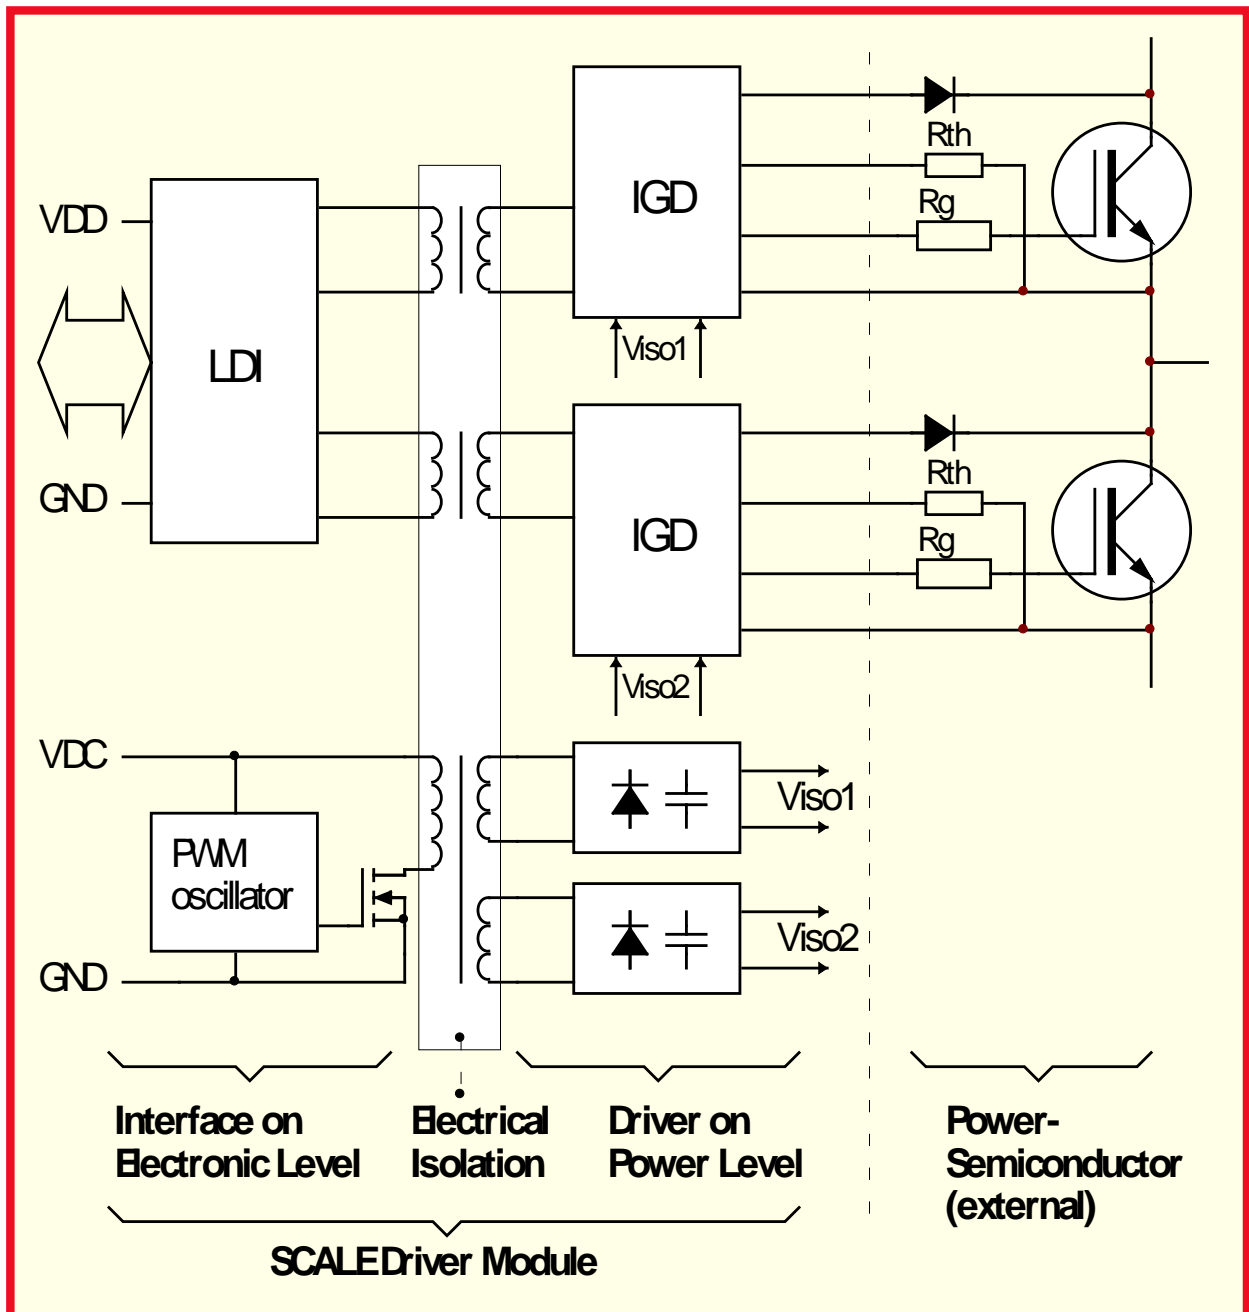 Rth
IGD
Rg
VDD
LDI
Viso1
Rth
GND
IGD
Rg
Viso2
VDC
Viso1
PWM
oscillator
Viso2
GND
Interface on
Electronic Level
Electrical
Isolation
Driver on
Power Level
Power-
Semiconductor
(external)
SCALE Driver Module